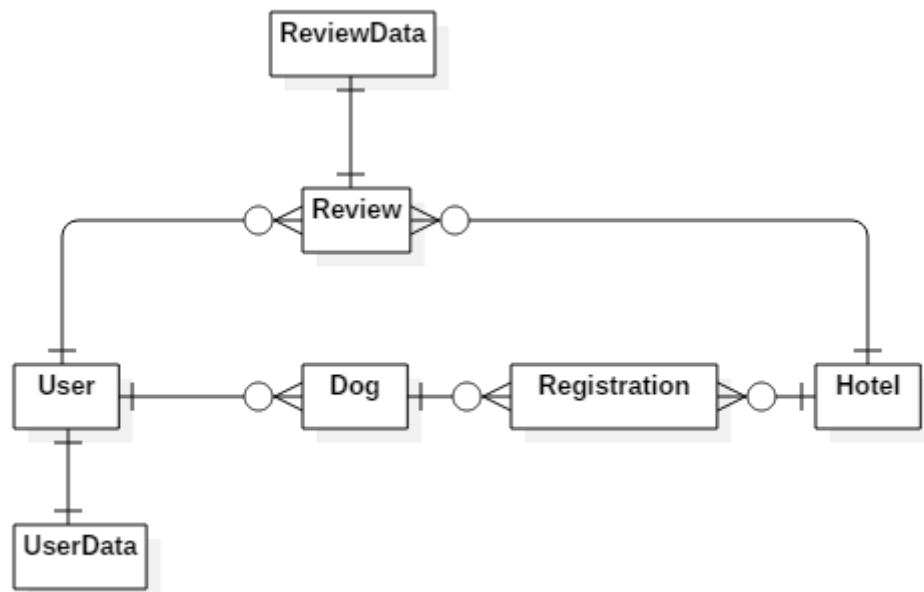 ReviewData
Review
User
Dog
Registration
Hotel
UserData